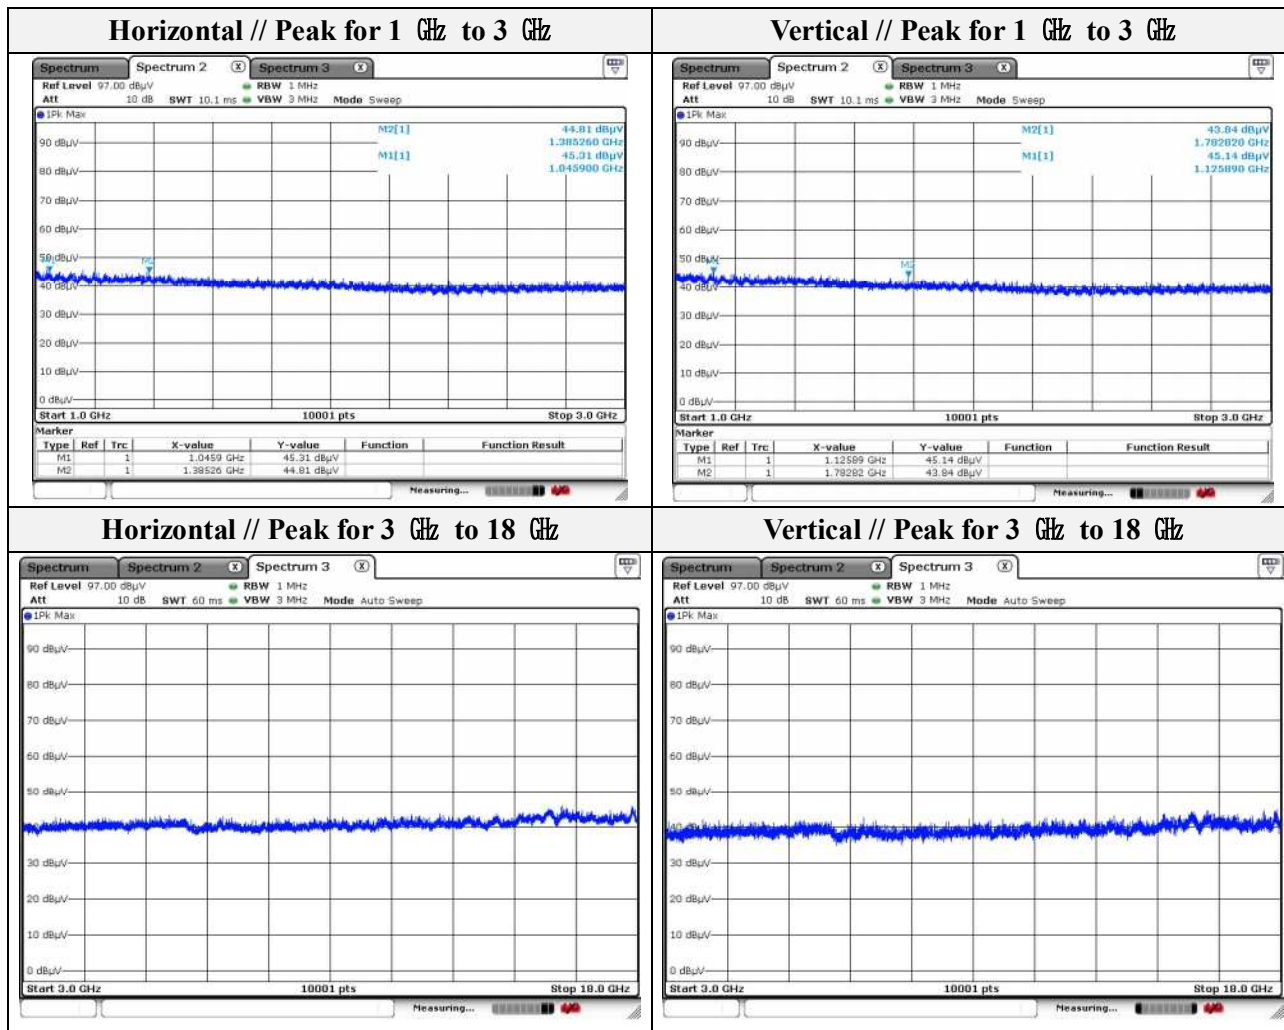 Horizontal // Peak for 1 ㎓ to 3 ㎓
Spectrum Spectrum 2 X Spectrum 3 X
Ref Level 97.00 dBµV RBW 1 MHz
Att 10 dB SWT 10.1 ms VBW 3 MHz Mode Sweep
1Pk Max
M2[1] 44.81 dBµV
1.385260 GHz
M1[1] 45.31 dBµV
1.045900 GHz
90 dBµV
80 dBµV
70 dBµV
60 dBµV
50 dBµV
M1 M2
40 dBµV
30 dBµV
20 dBµV
10 dBµV
0 dBµV
Start 1.0 GHz 10001 pts Stop 3.0 GHz
Marker
Type Ref Trc X-value Y-value Function Function Result
M1 1 1.0459 GHz 45.31 dBµV
M2 1 1.38526 GHz 44.81 dBµV
Measuring...
Vertical // Peak for 1 ㎓ to 3 ㎓
Spectrum Spectrum 2 X Spectrum 3 X
Ref Level 97.00 dBµV RBW 1 MHz
Att 10 dB SWT 10.1 ms VBW 3 MHz Mode Sweep
1Pk Max
M2[1] 43.84 dBµV
1.782820 GHz
M1[1] 45.14 dBµV
1.125890 GHz
90 dBµV
80 dBµV
70 dBµV
60 dBµV
50 dBµV
M1 M2
40 dBµV
30 dBµV
20 dBµV
10 dBµV
0 dBµV
Start 1.0 GHz 10001 pts Stop 3.0 GHz
Marker
Type Ref Trc X-value Y-value Function Function Result
M1 1 1.12589 GHz 45.14 dBµV
M2 1 1.78282 GHz 43.84 dBµV
Measuring...
Horizontal // Peak for 3 ㎓ to 18 ㎓
Spectrum Spectrum 2 X Spectrum 3 X
Ref Level 97.00 dBµV RBW 1 MHz
Att 10 dB SWT 60 ms VBW 3 MHz Mode Auto Sweep
1Pk Max
90 dBµV
80 dBµV
70 dBµV
60 dBµV
50 dBµV
40 dBµV
30 dBµV
20 dBµV
10 dBµV
0 dBµV
Start 3.0 GHz 10001 pts Stop 18.0 GHz
Measuring...
Vertical // Peak for 3 ㎓ to 18 ㎓
Spectrum Spectrum 2 X Spectrum 3 X
Ref Level 97.00 dBµV RBW 1 MHz
Att 10 dB SWT 60 ms VBW 3 MHz Mode Auto Sweep
1Pk Max
90 dBµV
80 dBµV
70 dBµV
60 dBµV
50 dBµV
40 dBµV
30 dBµV
20 dBµV
10 dBµV
0 dBµV
Start 3.0 GHz 10001 pts Stop 18.0 GHz
Measuring...